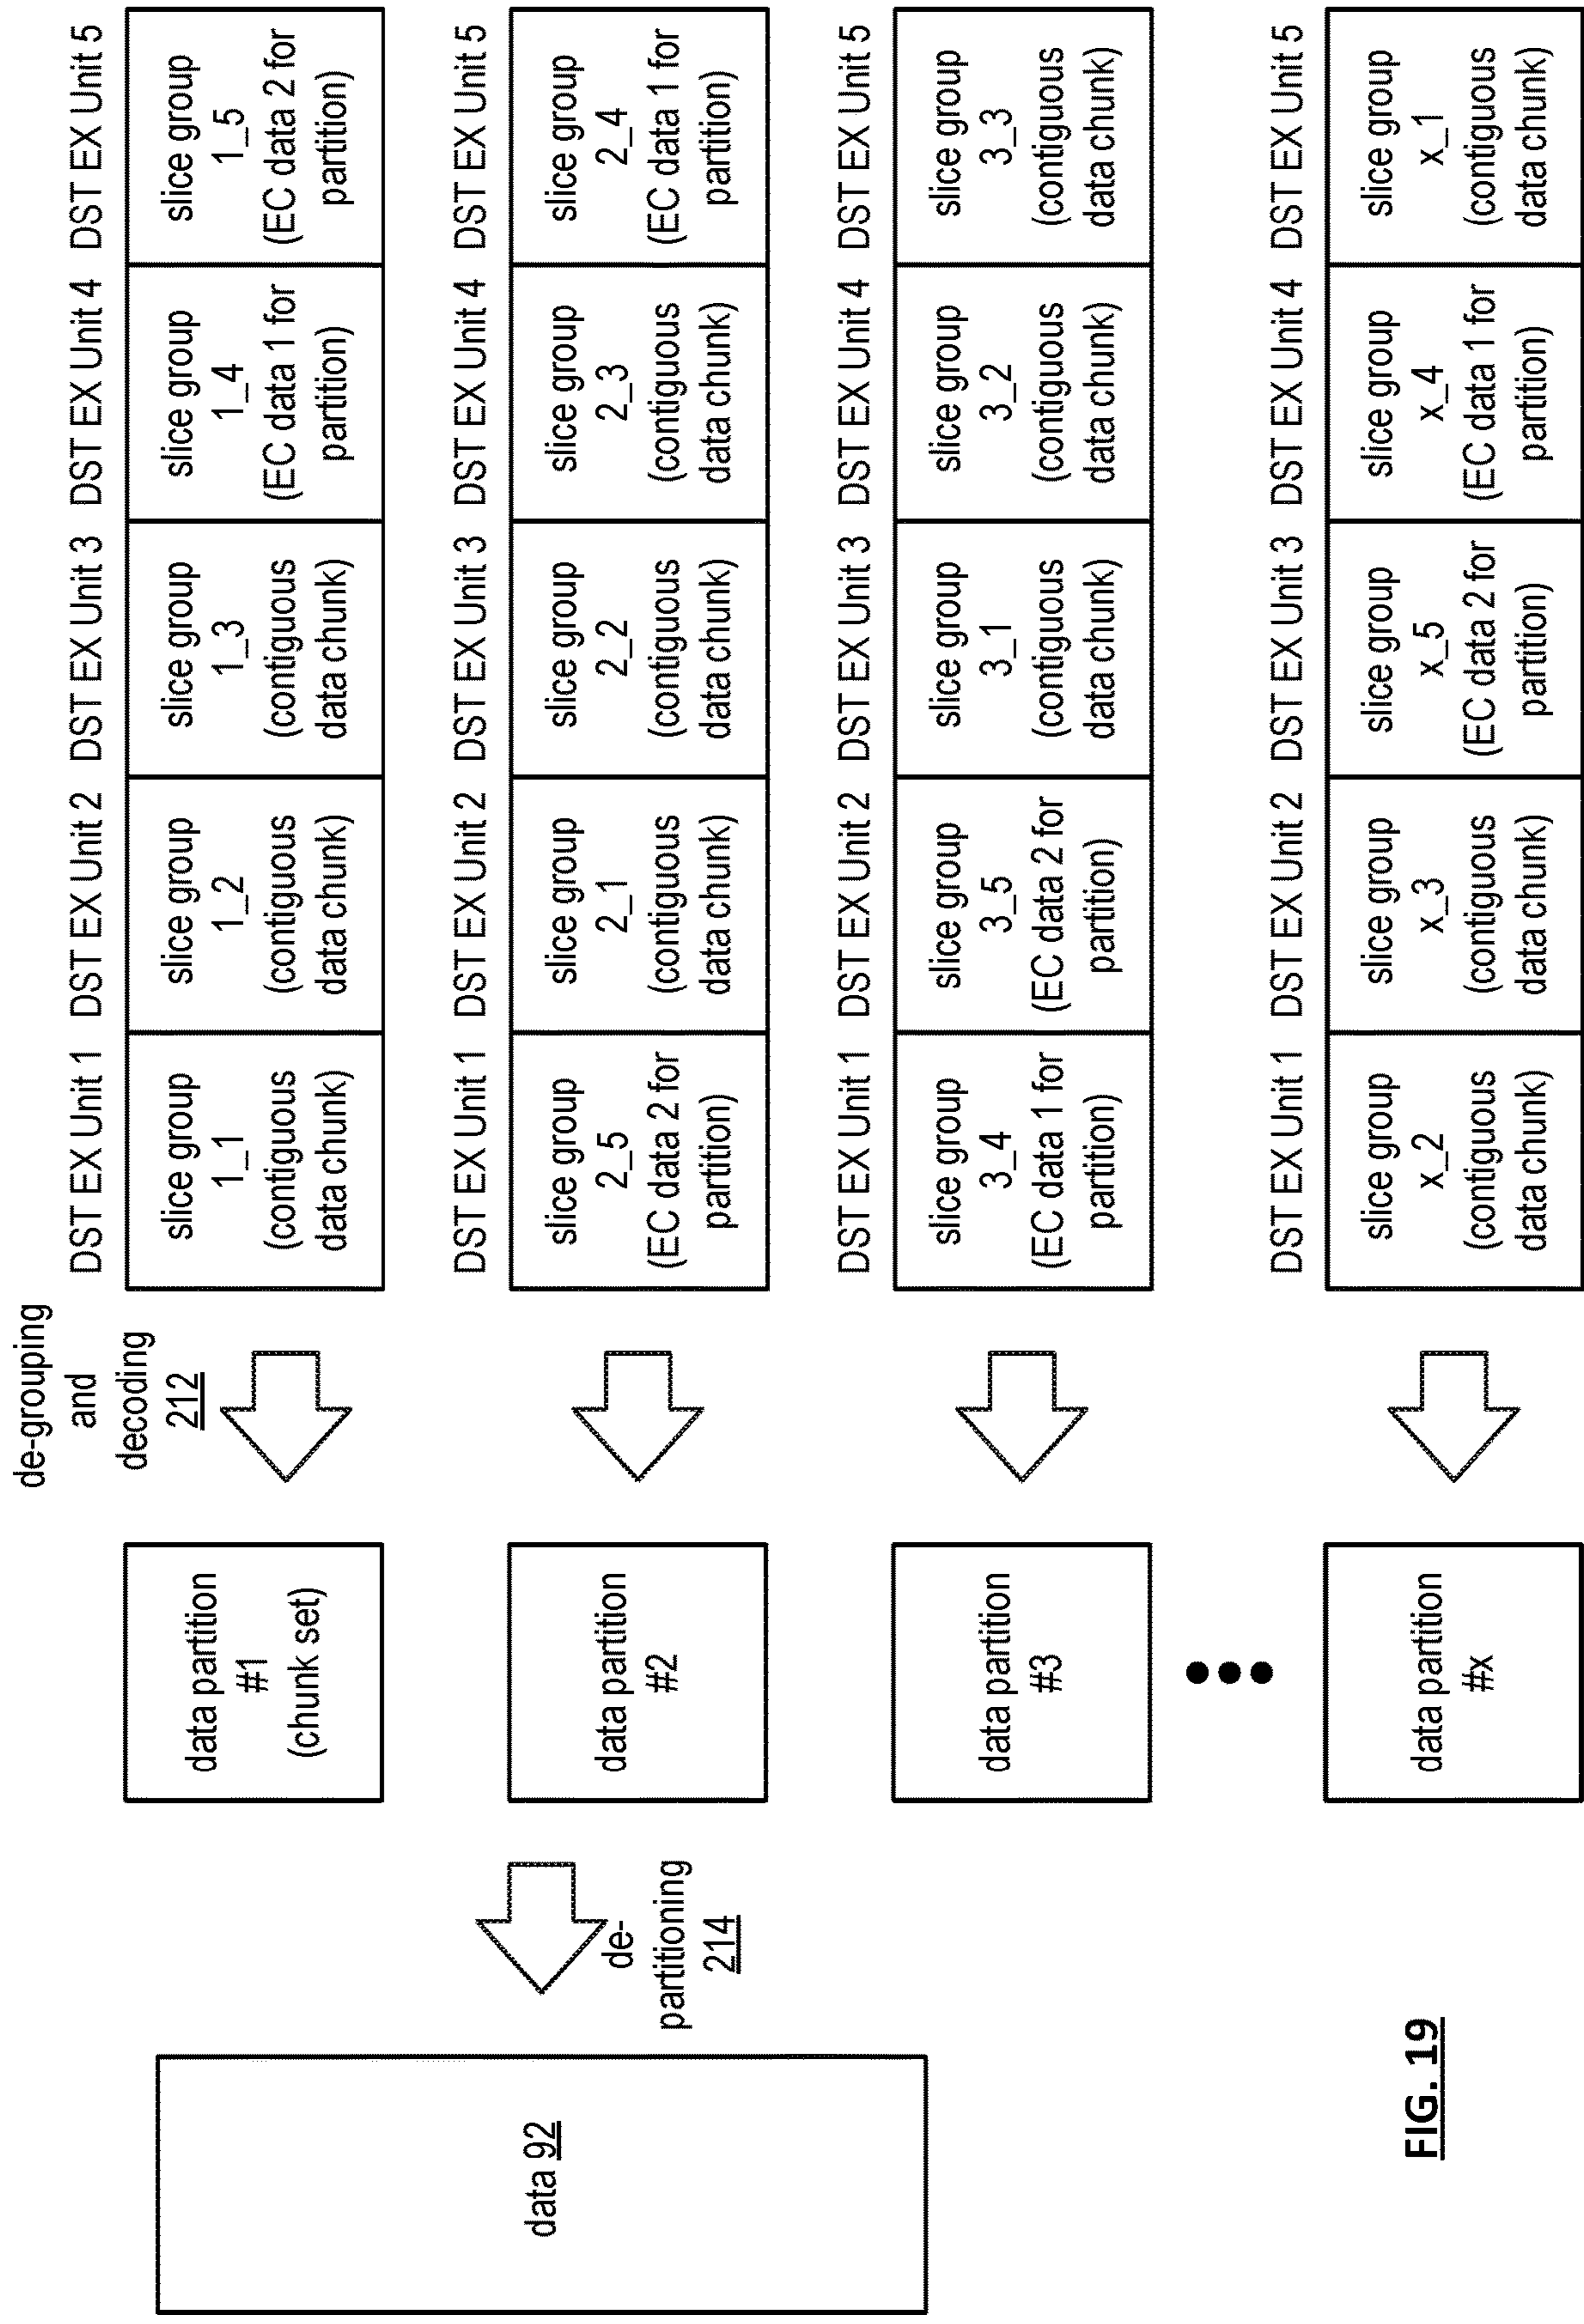 de-grouping
and
decoding
212
DST EX Unit 1 DST EX Unit 2 DST EX Unit 3 DST EX Unit 4 DST EX Unit 5
data partition
#1
(chunk set)
slice group
1_1
(contiguous
data chunk)
slice group
1_2
(contiguous
data chunk)
slice group
1_3
(contiguous
data chunk)
slice group
1_4
(EC data 1 for
partition)
slice group
1_5
(EC data 2 for
partition)
DST EX Unit 1 DST EX Unit 2 DST EX Unit 3 DST EX Unit 4 DST EX Unit 5
data 92
de-
partitioning
214
data partition
#2
slice group
2_5
(EC data 2 for
partition)
slice group
2_1
(contiguous
data chunk)
slice group
2_2
(contiguous
data chunk)
slice group
2_3
(contiguous
data chunk)
slice group
2_4
(EC data 1 for
partition)
DST EX Unit 1 DST EX Unit 2 DST EX Unit 3 DST EX Unit 4 DST EX Unit 5
data partition
#3
slice group
3_4
(EC data 1 for
partition)
slice group
3_5
(EC data 2 for
partition)
slice group
3_1
(contiguous
data chunk)
slice group
3_2
(contiguous
data chunk)
slice group
3_3
(contiguous
data chunk)
DST EX Unit 1 DST EX Unit 2 DST EX Unit 3 DST EX Unit 4 DST EX Unit 5
data partition
#x
slice group
x_2
(contiguous
data chunk)
slice group
x_3
(contiguous
data chunk)
slice group
x_5
(EC data 2 for
partition)
slice group
x_4
(EC data 1 for
partition)
slice group
x_1
(contiguous
data chunk)
FIG. 19